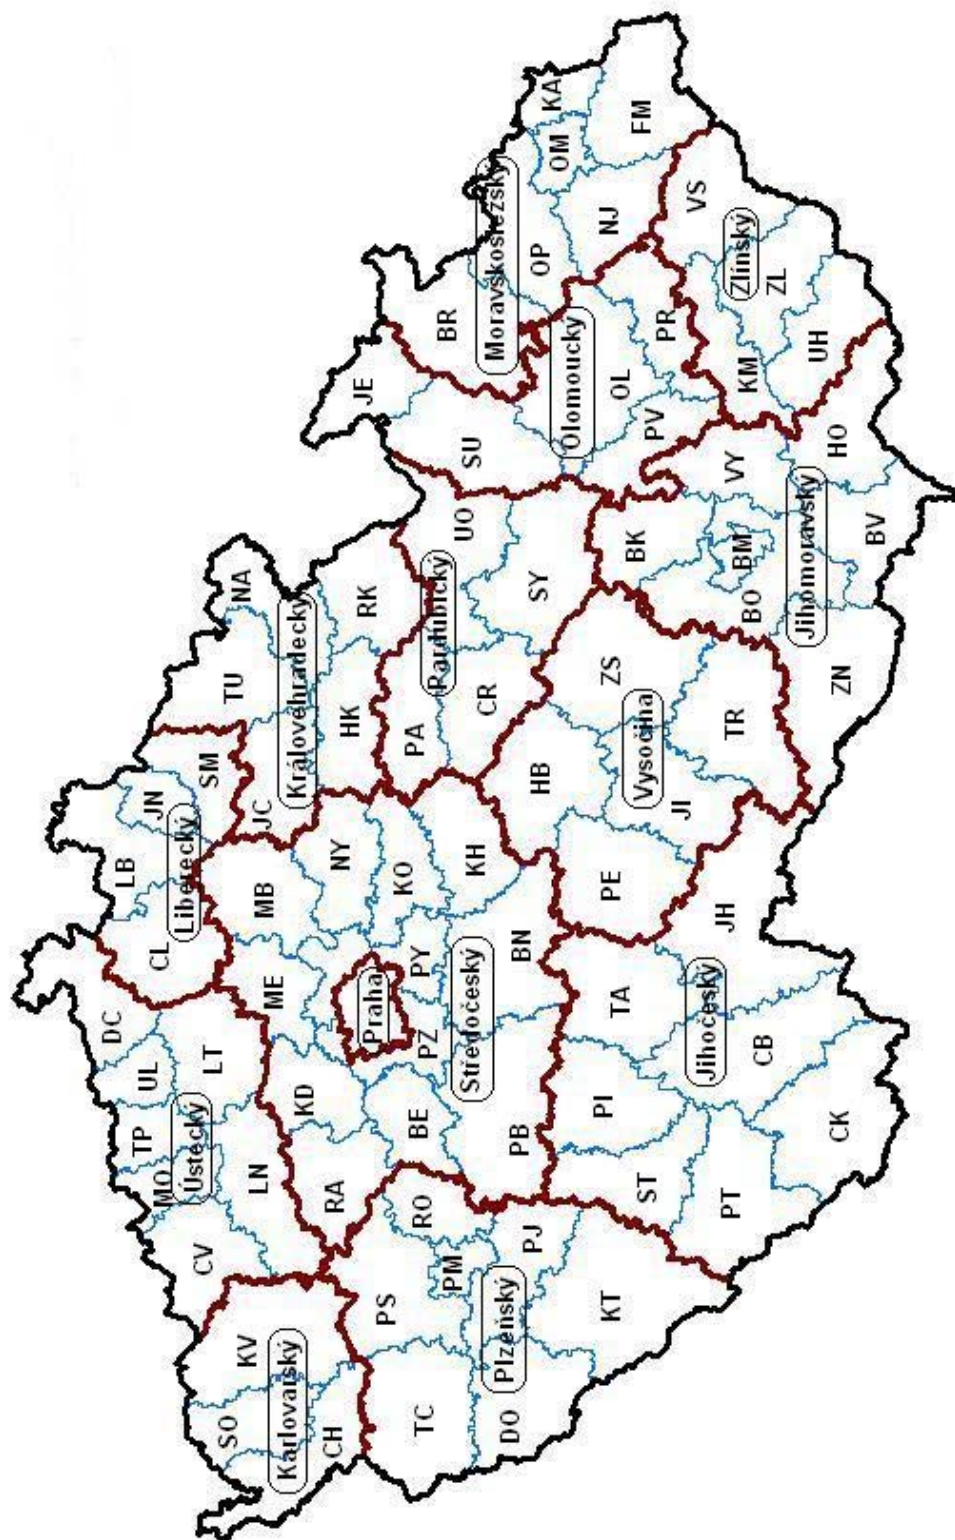 Karlovarský
SO
KV
CH
Ústecký
CV
MO
TP
UL
DC
LN
LT
Liberecký
CL
LB
JN
SM
Královéhradecký
JC
TU
NA
HK
RK
Pardubický
PA
CR
UO
SY
Plzeňský
TC
PS
RO
PM
DO
PJ
KT
Středočeský
RA
KD
ME
MB
NY
BE
PZ
PY
KO
KH
PB
BN
Praha
Jihočeský
ST
PI
TA
PT
CB
JH
CK
Vysočina
PE
HB
ZS
JI
TR
Jihomoravský
BK
BO
BM
VY
ZN
BV
HO
Olomoucký
JE
SU
OL
PV
PR
Moravskoslezský
BR
OP
OM
KA
NJ
FM
Zlínský
KM
VS
ZL
UH